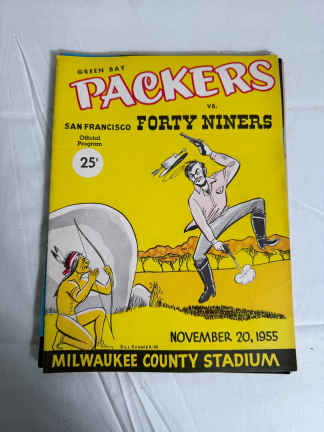 GREEN BAY
PACKERS
VS.
SAN FRANCISCO FORTY NINERS
Official
Program
25¢
NOVEMBER 20, 1955
MILWAUKEE COUNTY STADIUM